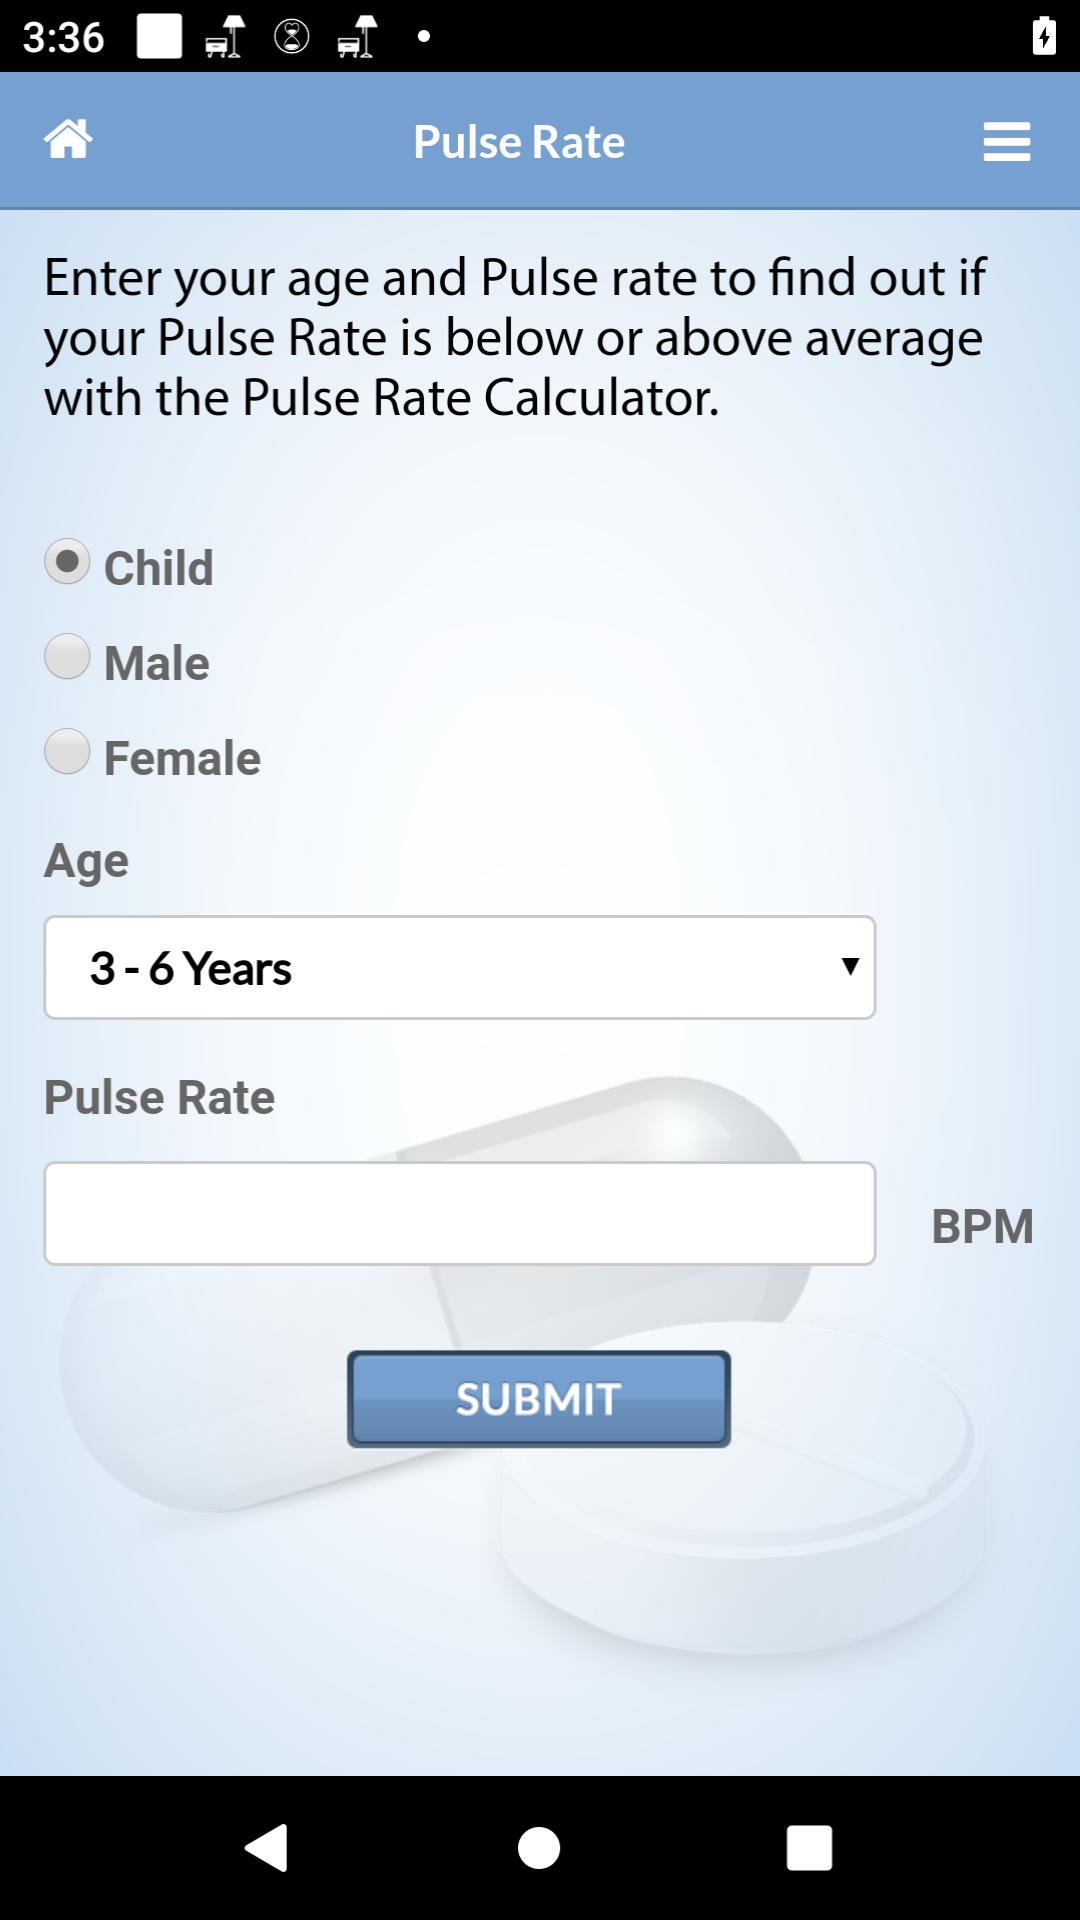 3:36
Pulse Rate
Enter your age and Pulse rate to find out if
your Pulse Rate is below or above average
with the Pulse Rate Calculator.
Child
Male
Female
Age
3 - 6 Years
Pulse Rate
BPM
SUBMIT